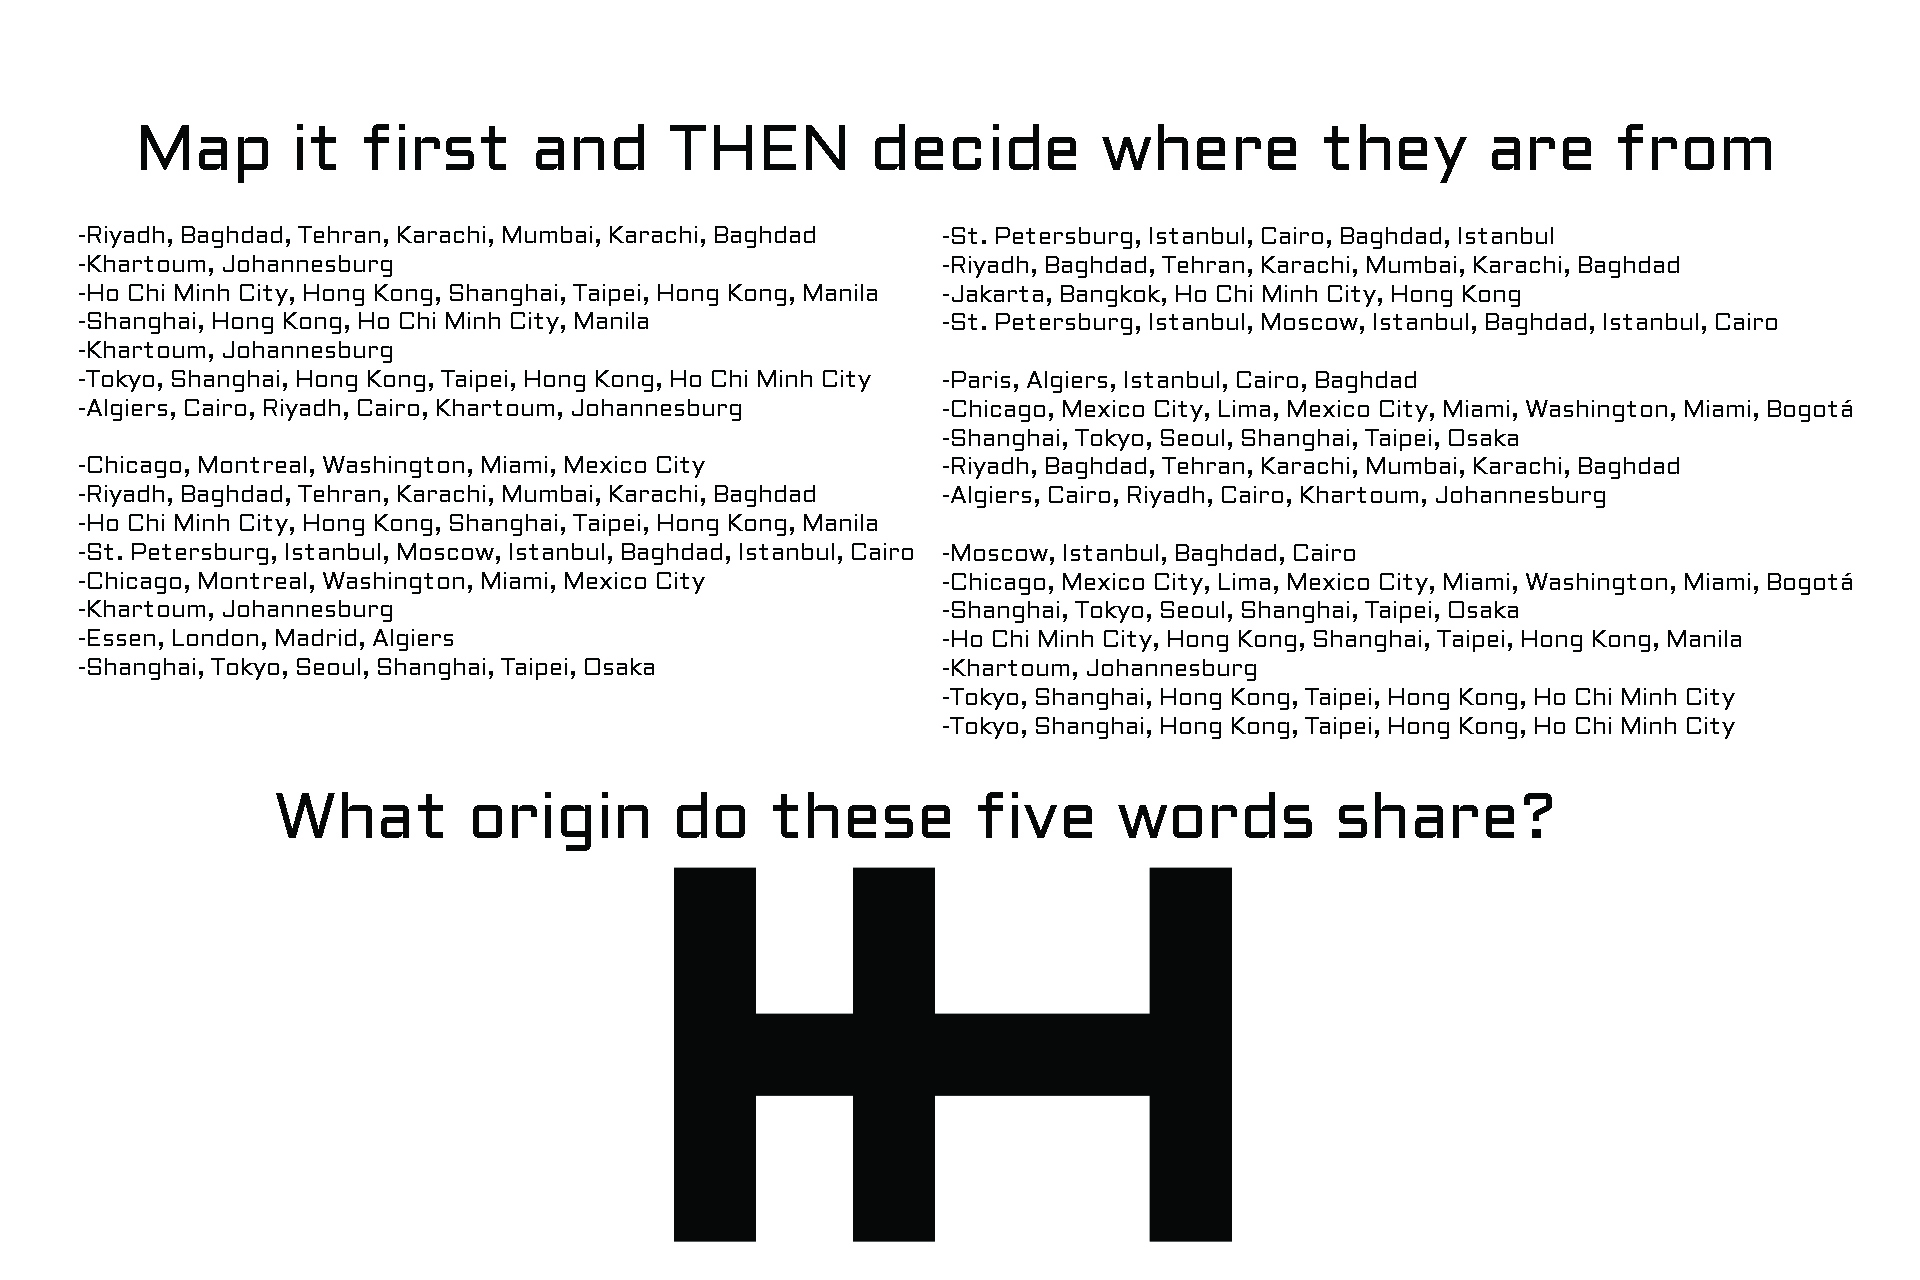 Map it first and THEN decide where they are from
-Riyadh, Baghdad, Tehran, Karachi, Mumbai, Karachi, Baghdad
-Khartoum, Johannesburg
-Ho Chi Minh City, Hong Kong, Shanghai, Taipei, Hong Kong, Manila
-Shanghai, Hong Kong, Ho Chi Minh City, Manila
-Khartoum, Johannesburg
-Tokyo, Shanghai, Hong Kong, Taipei, Hong Kong, Ho Chi Minh City
-Algiers, Cairo, Riyadh, Cairo, Khartoum, Johannesburg
-Chicago, Montreal, Washington, Miami, Mexico City
-Riyadh, Baghdad, Tehran, Karachi, Mumbai, Karachi, Baghdad
-Ho Chi Minh City, Hong Kong, Shanghai, Taipei, Hong Kong, Manila
-St. Petersburg, Istanbul, Moscow, Istanbul, Baghdad, Istanbul, Cairo
-Chicago, Montreal, Washington, Miami, Mexico City
-Khartoum, Johannesburg
-Essen, London, Madrid, Algiers
-Shanghai, Tokyo, Seoul, Shanghai, Taipei, Osaka
-St. Petersburg, Istanbul, Cairo, Baghdad, Istanbul
-Riyadh, Baghdad, Tehran, Karachi, Mumbai, Karachi, Baghdad
-Jakarta, Bangkok, Ho Chi Minh City, Hong Kong
-St. Petersburg, Istanbul, Moscow, Istanbul, Baghdad, Istanbul, Cairo
-Paris, Algiers, Istanbul, Cairo, Baghdad
-Chicago, Mexico City, Lima, Mexico City, Miami, Washington, Miami, Bogotá
-Shanghai, Tokyo, Seoul, Shanghai, Taipei, Osaka
-Riyadh, Baghdad, Tehran, Karachi, Mumbai, Karachi, Baghdad
-Algiers, Cairo, Riyadh, Cairo, Khartoum, Johannesburg
-Moscow, Istanbul, Baghdad, Cairo
-Chicago, Mexico City, Lima, Mexico City, Miami, Washington, Miami, Bogotá
-Shanghai, Tokyo, Seoul, Shanghai, Taipei, Osaka
-Ho Chi Minh City, Hong Kong, Shanghai, Taipei, Hong Kong, Manila
-Khartoum, Johannesburg
-Tokyo, Shanghai, Hong Kong, Taipei, Hong Kong, Ho Chi Minh City
-Tokyo, Shanghai, Hong Kong, Taipei, Hong Kong, Ho Chi Minh City
What origin do these five words share?